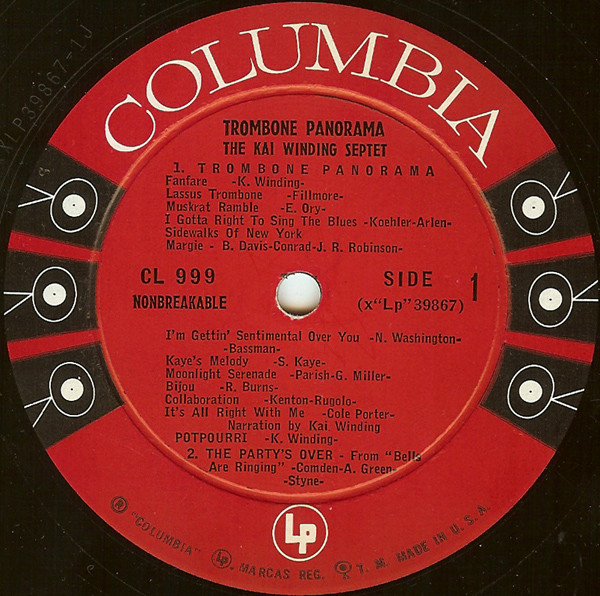 COLUMBIA
XLP39867-1J
TROMBONE PANORAMA
THE KAI WINDING SEPTET
1. TROMBONE PANORAMA
Fanfare -K. Winding-
Lassus Trombone -Fillmore-
Muskrat Ramble -E. Ory-
I Gotta Right To Sing The Blues -Koehler-Arlen-
Sidewalks Of New York
Margie - B. Davis-Conrad-J. R. Robinson-
CL 999
NONBREAKABLE
SIDE 1
(x"Lp"39867)
I'm Gettin' Sentimental Over You -N. Washington-
-Bassman-
Kaye's Melody -S. Kaye-
Moonlight Serenade -Parish-G. Miller-
Bijou -R. Burns-
Collaboration -Kenton-Rugolo-
It's All Right With Me -Cole Porter-
Narration by Kai Winding
POTPOURRI -K. Winding-
2. THE PARTY'S OVER - From "Bells
Are Ringing" -Comden-A. Green-
-Styne-
Lp
® "COLUMBIA" Lp, MARCAS REG. T. M. MADE IN U. S. A.